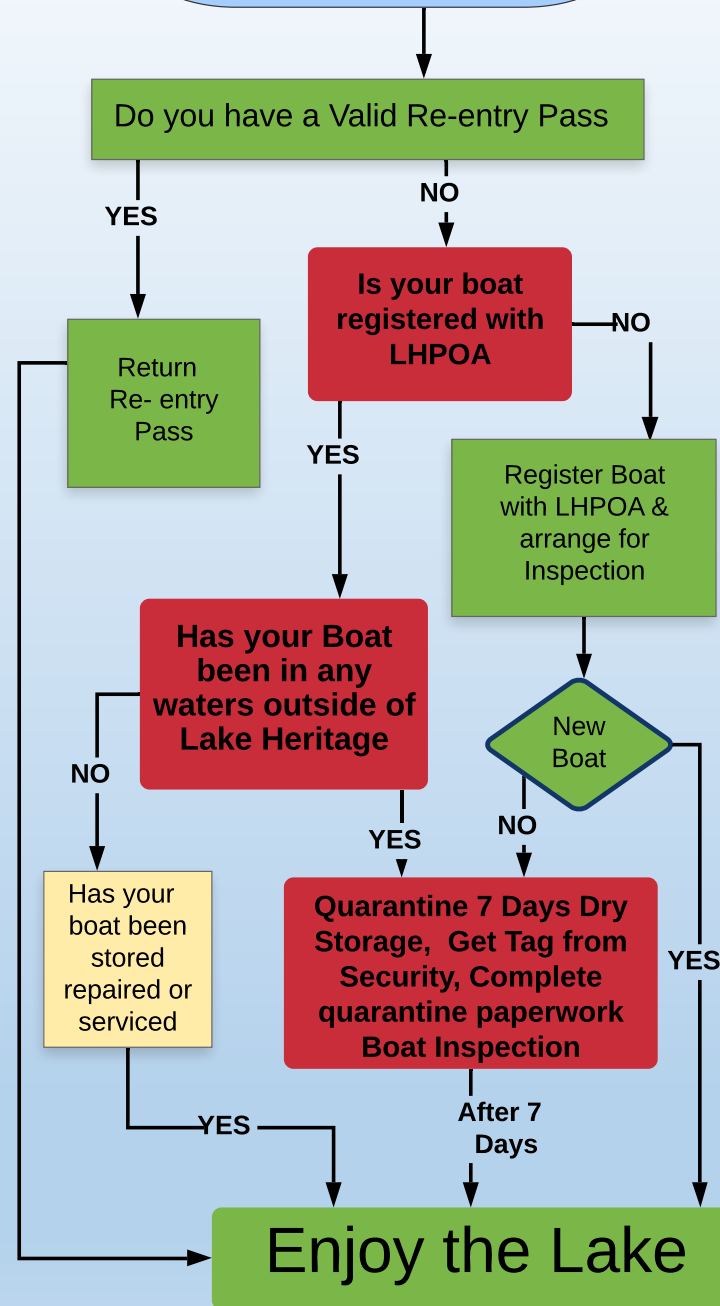 Do you have a Valid Re-entry Pass
NO
YES
Is your boat
registered with
LHPOA
NO
Return
Re- entry
Pass
YES
Register Boat
with LHPOA &
arrange for
Inspection
Has your Boat
been in any
waters outside of
Lake Heritage
New
Boat
NO
YES
NO
Has your
boat been
stored
repaired or
serviced
Quarantine 7 Days Dry
Storage,  Get Tag from
Security, Complete
quarantine paperwork
Boat Inspection
YES
After 7
Days
YES
Enjoy the Lake